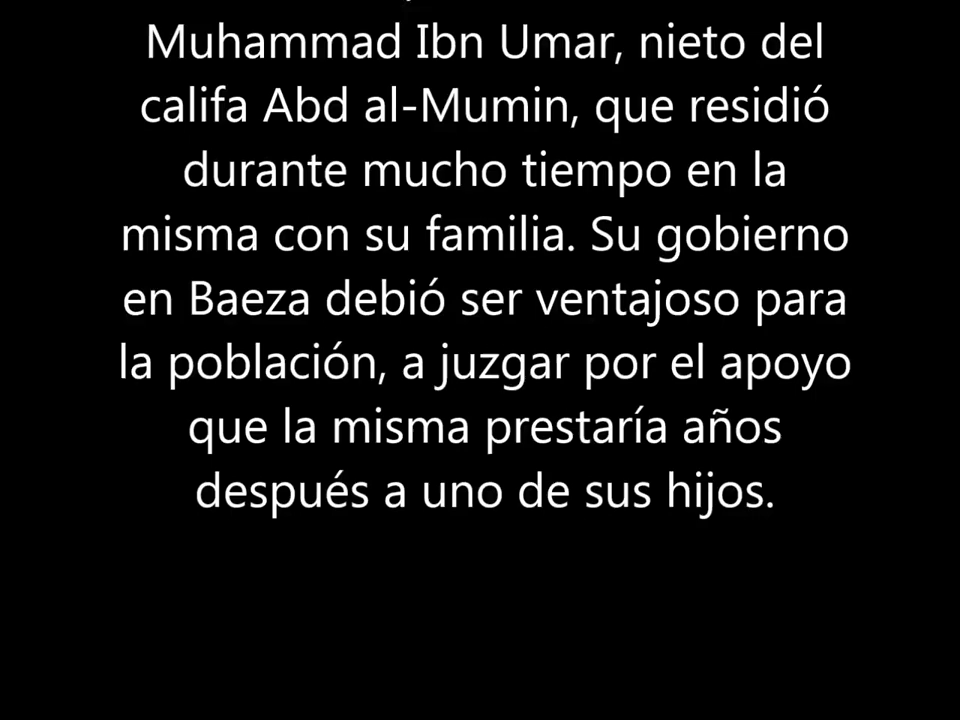 Muhammad Ibn Umar, nieto del
califa Abd al-Mumin, que residió
durante mucho tiempo en la
misma con su familia. Su gobierno
en Baeza debió ser ventajoso para
la población, a juzgar por el apoyo
que la misma prestaría años
después a uno de sus hijos.